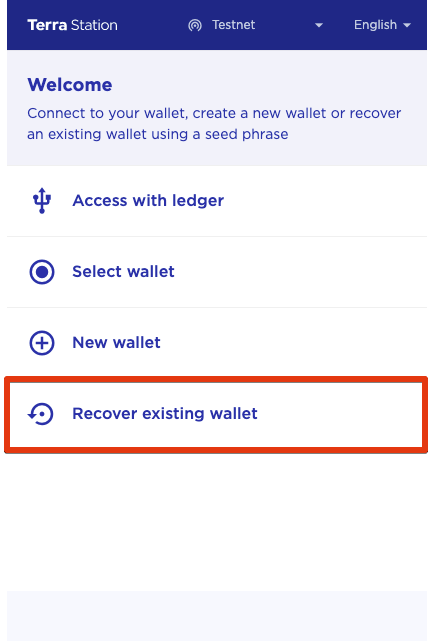 Terra Station
Testnet
English
Welcome
Connect to your wallet, create a new wallet or recover
an existing wallet using a seed phrase
Access with ledger
Select wallet
New wallet
Recover existing wallet